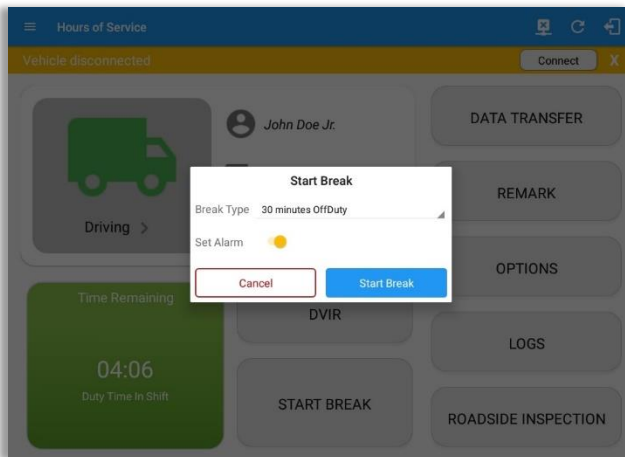 Hours of Service
Vehicle disconnected
Connect
X
John Doe Jr.
DATA TRANSFER
Driving >
Start Break
Break Type 30 minutes OffDuty
Set Alarm
Cancel
Start Break
REMARK
OPTIONS
Time Remaining
04:06
Duty Time In Shift
DVIR
START BREAK
LOGS
ROADSIDE INSPECTION